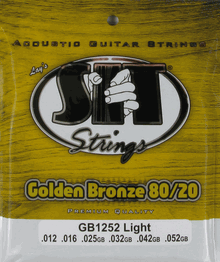 Acoustic Guitar Strings
SIT
Strings
Golden Bronze 80/20
Premium Quality
GB1252 Light
.012 .016 .025GB .032GB .042GB .052GB